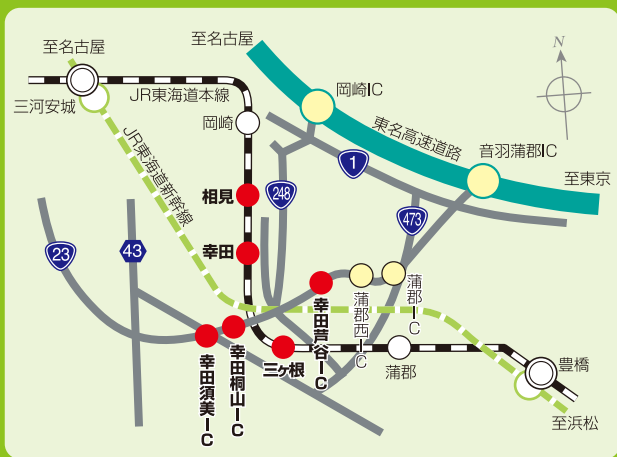 至名古屋
至名古屋
N
三河安城
JR東海道本線
岡崎IC
岡崎
東名高速道路
音羽蒲郡IC
JR東海道新幹線
1
至東京
相見
248
473
23
43
幸田
蒲郡IC
蒲郡西IC
幸田芦谷IC
幸田桐山IC
幸田須美IC
三ヶ根
蒲郡
豊橋
至浜松